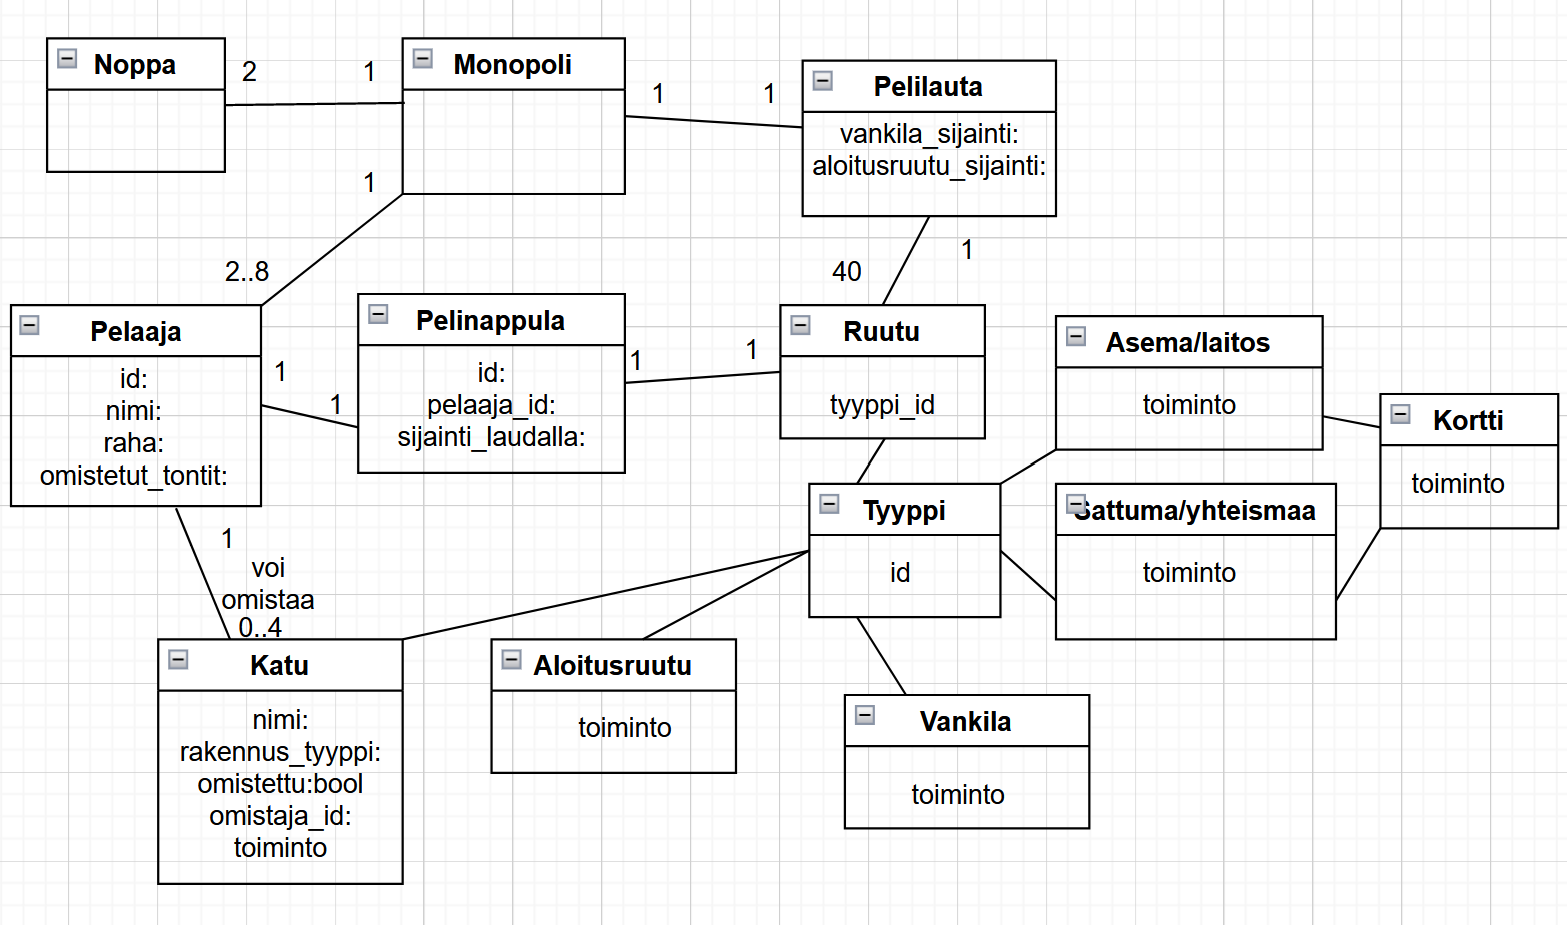 Noppa
2
1
Monopoli
1
1
Pelilauta
vankila_sijainti:
aloitusruutu_sijainti:
1
2..8
40
1
Pelaaja
id:
nimi:
raha:
omistetut_tontit:
1
1
Pelinappula
id:
pelaaja_id:
sijainti_laudalla:
1
1
Ruutu
tyyppi_id
Asema/laitos
toiminto
Kortti
toiminto
Tyyppi
id
Sattuma/yhteismaa
toiminto
1
voi
omistaa
0..4
Katu
nimi:
rakennus_tyyppi:
omistettu:bool
omistaja_id:
toiminto
Aloitusruutu
toiminto
Vankila
toiminto